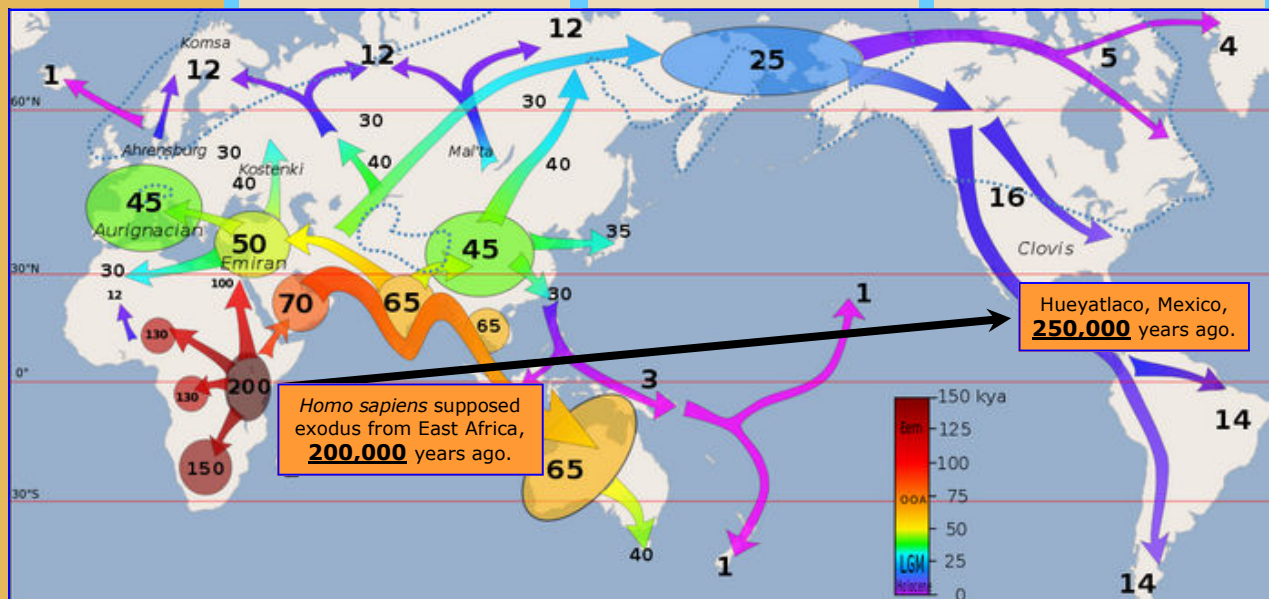 12
5
4
Komsa
12
12
25
1
60°N
30
30
Ahrensburg
30
Mal'ta
40
Kostenki
40
40
45
16
Aurignacian
50
45
35
Clovis
Emiran
30°N
30
100
70
65
30
1
12
65
Hueyatlaco, Mexico,
250,000 years ago.
130
0°
200
3
130
Homo sapiens supposed
exodus from East Africa,
200,000 years ago.
150 kya
125
100
75
50
25
0
Eem
OOA
LGM
Holocene
14
150
65
30°S
40
1
14